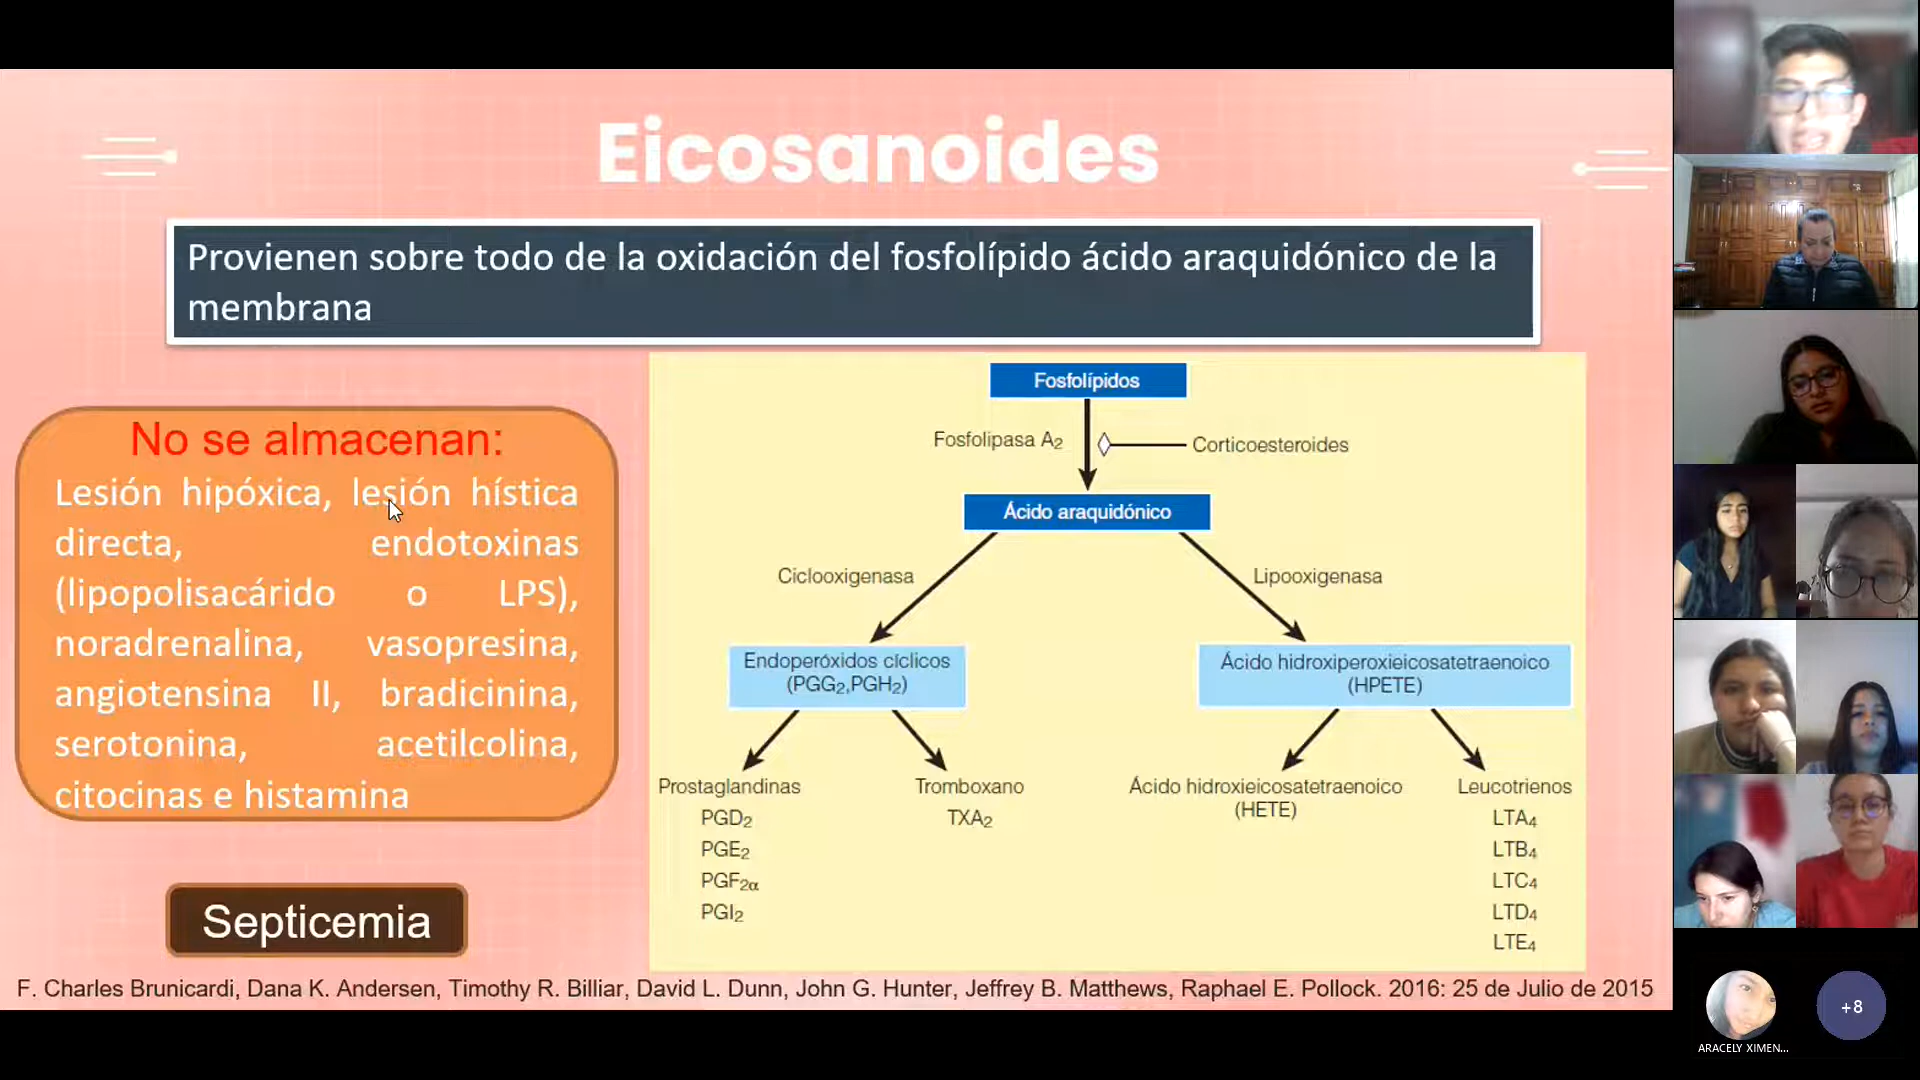 Eicosanoides
Provienen sobre todo de la oxidación del fosfolípido ácido araquidónico de la
membrana
No se almacenan:
Lesión hipóxica, lesión hística
directa, endotoxinas
(lipopolisacárido o LPS),
noradrenalina, vasopresina,
angiotensina II, bradicinina,
serotonina, acetilcolina,
citocinas e histamina
Septicemia
Fosfolípidos
Fosfolipasa A₂
Corticoesteroides
Ácido araquidónico
Ciclooxigenasa
Lipooxigenasa
Endoperóxidos cíclicos
(PGG₂,PGH₂)
Ácido hidroxiperoxieicosatetraenoico
(HPETE)
Prostaglandinas
PGD₂
PGE₂
PGF₂α
PGI₂
Tromboxano
TXA₂
Ácido hidroxieicosatetraenoico
(HETE)
Leucotrienos
LTA₄
LTB₄
LTC₄
LTD₄
LTE₄
F. Charles Brunicardi, Dana K. Andersen, Timothy R. Billiar, David L. Dunn, John G. Hunter, Jeffrey B. Matthews, Raphael E. Pollock. 2016: 25 de Julio de 2015
ARACELY XIMEN...
+8